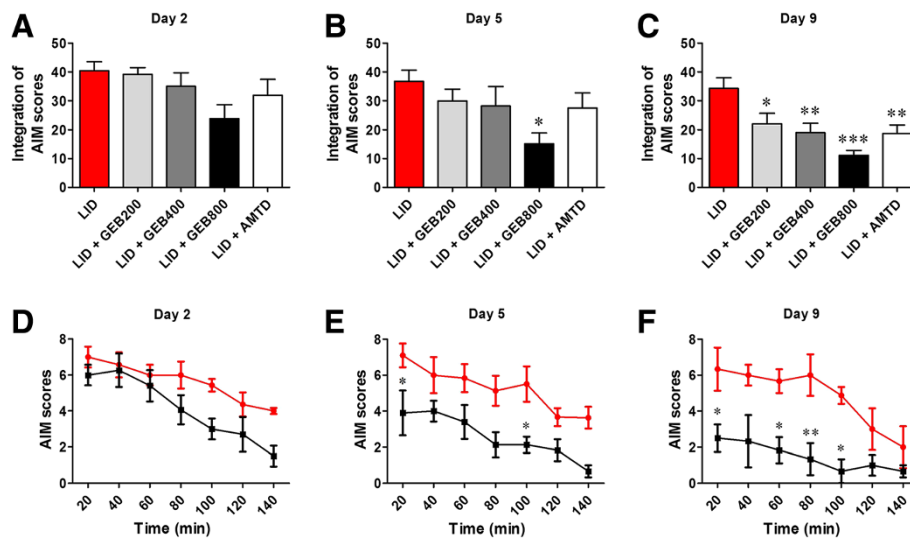 A
Day 2
Integration of
AIM scores
50
40
30
20
10
0
LID
LID + GEB200
LID + GEB400
LID + GEB800
LID + AMTD
B
Day 5
Integration of
AIM scores
50
40
30
20
10
0
*
LID
LID + GEB200
LID + GEB400
LID + GEB800
LID + AMTD
C
Day 9
Integration of
AIM scores
50
40
30
20
10
0
*
**
***
**
LID
LID + GEB200
LID + GEB400
LID + GEB800
LID + AMTD
D
Day 2
AIM scores
8
6
4
2
0
20 40 60 80 100 120 140
Time (min)
E
Day 5
AIM scores
8
6
4
2
0
*
*
20 40 60 80 100 120 140
Time (min)
F
Day 9
AIM scores
8
6
4
2
0
*
*
**
*
20 40 60 80 100 120 140
Time (min)